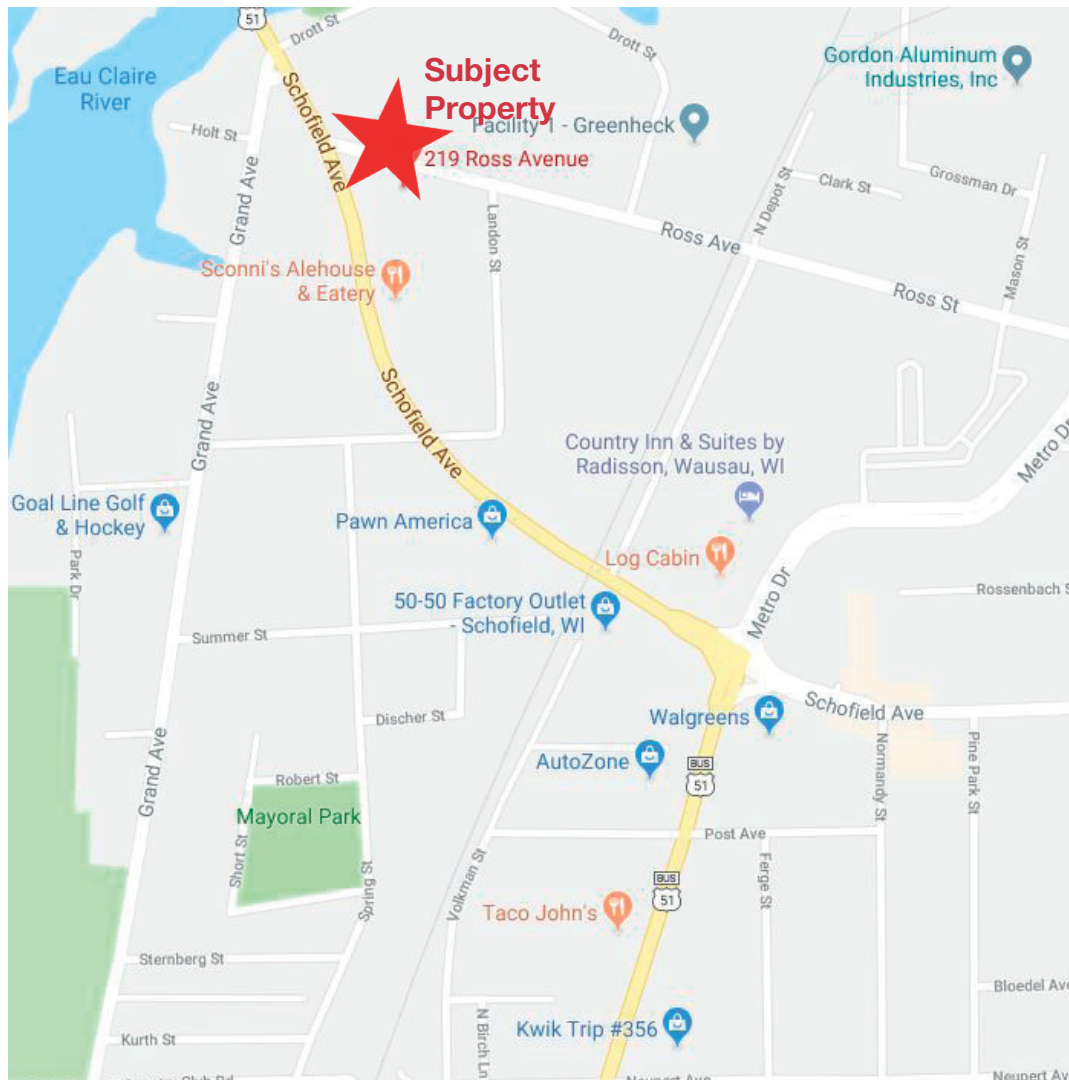 51
Drott St
Drott St
Eau Claire
River
Subject
Property
Gordon Aluminum
Industries, Inc
Facility 1 - Greenheck
Holt St
Schofield Ave
219 Ross Avenue
Grand Ave
Landon St
N Depot St
Clark St
Grossman Dr
Ross Ave
Mason St
Sconni's Alehouse
& Eatery
Ross St
Schofield Ave
Grand Ave
Country Inn & Suites by
Radisson, Wausau, WI
Metro Dr
Goal Line Golf
& Hockey
Pawn America
Log Cabin
Park Dr
50-50 Factory Outlet
- Schofield, WI
Metro Dr
Rossenbach
Summer St
Schofield Ave
Discher St
Walgreens
Grand Ave
AutoZone
BUS
51
Normandy St
Pine Park St
Robert St
Mayoral Park
Short St
Spring St
Post Ave
Volkman St
Ferge St
BUS
51
Taco John's
Sternberg St
Bloedel Ave
N Birch Ln
Kwik Trip #356
Kurth St
Neupert Av